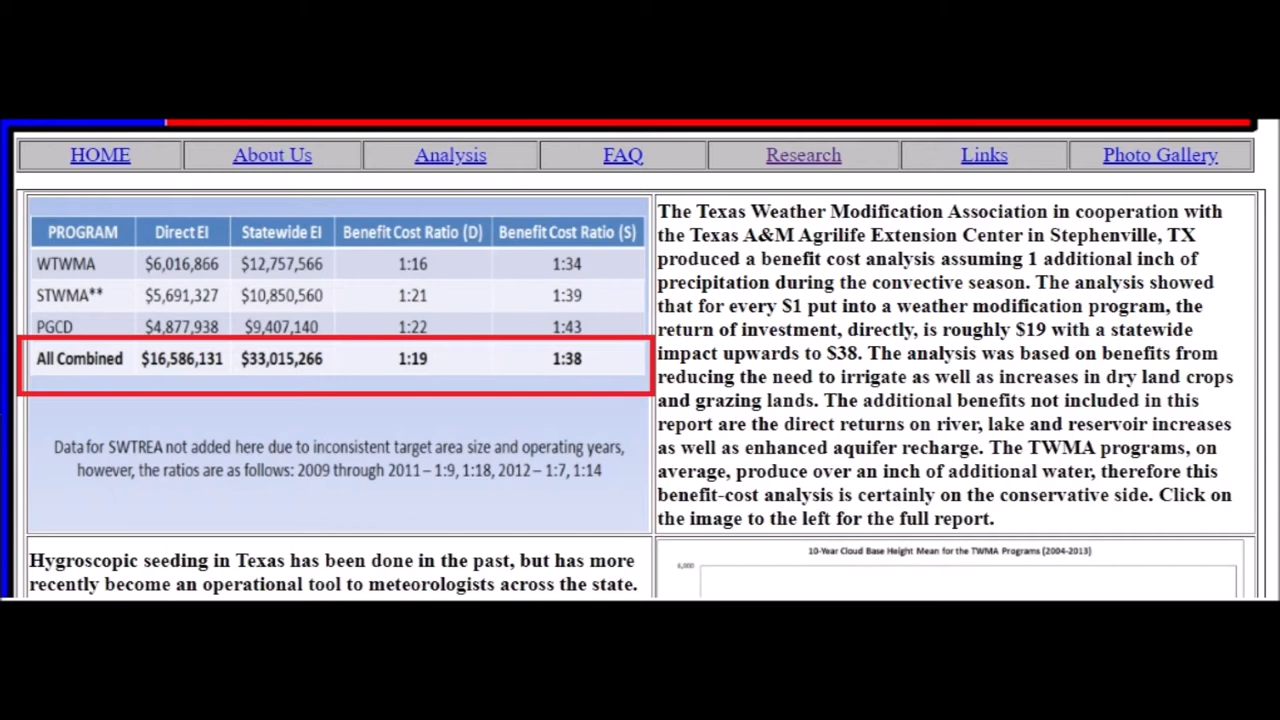 HOME About Us Analysis FAQ Research Links Photo Gallery
PROGRAM Direct EI Statewide EI Benefit Cost Ratio (D) Benefit Cost Ratio (S)
WTWMA $6,016,866 $12,757,566 1:16 1:34
STWMA** $5,691,327 $10,850,560 1:21 1:39
PGCD $4,877,938 $9,407,140 1:22 1:43
All Combined $16,586,131 $33,015,266 1:19 1:38
Data for SWTREA not added here due to inconsistent target area size and operating years,
however, the ratios are as follows: 2009 through 2011 – 1:9, 1:18, 2012 – 1:7, 1:14
The Texas Weather Modification Association in cooperation with
the Texas A&M Agrilife Extension Center in Stephenville, TX
produced a benefit cost analysis assuming 1 additional inch of
precipitation during the convective season. The analysis showed
that for every $1 put into a weather modification program, the
return of investment, directly, is roughly $19 with a statewide
impact upwards to $38. The analysis was based on benefits from
reducing the need to irrigate as well as increases in dry land crops
and grazing lands. The additional benefits not included in this
report are the direct returns on river, lake and reservoir increases
as well as enhanced aquifer recharge. The TWMA programs, on
average, produce over an inch of additional water, therefore this
benefit-cost analysis is certainly on the conservative side. Click on
the image to the left for the full report.
Hygroscopic seeding in Texas has been done in the past, but has more
recently become an operational tool to meteorologists across the state.
10-Year Cloud Base Height Mean for the TWMA Programs (2004-2013)
6,000